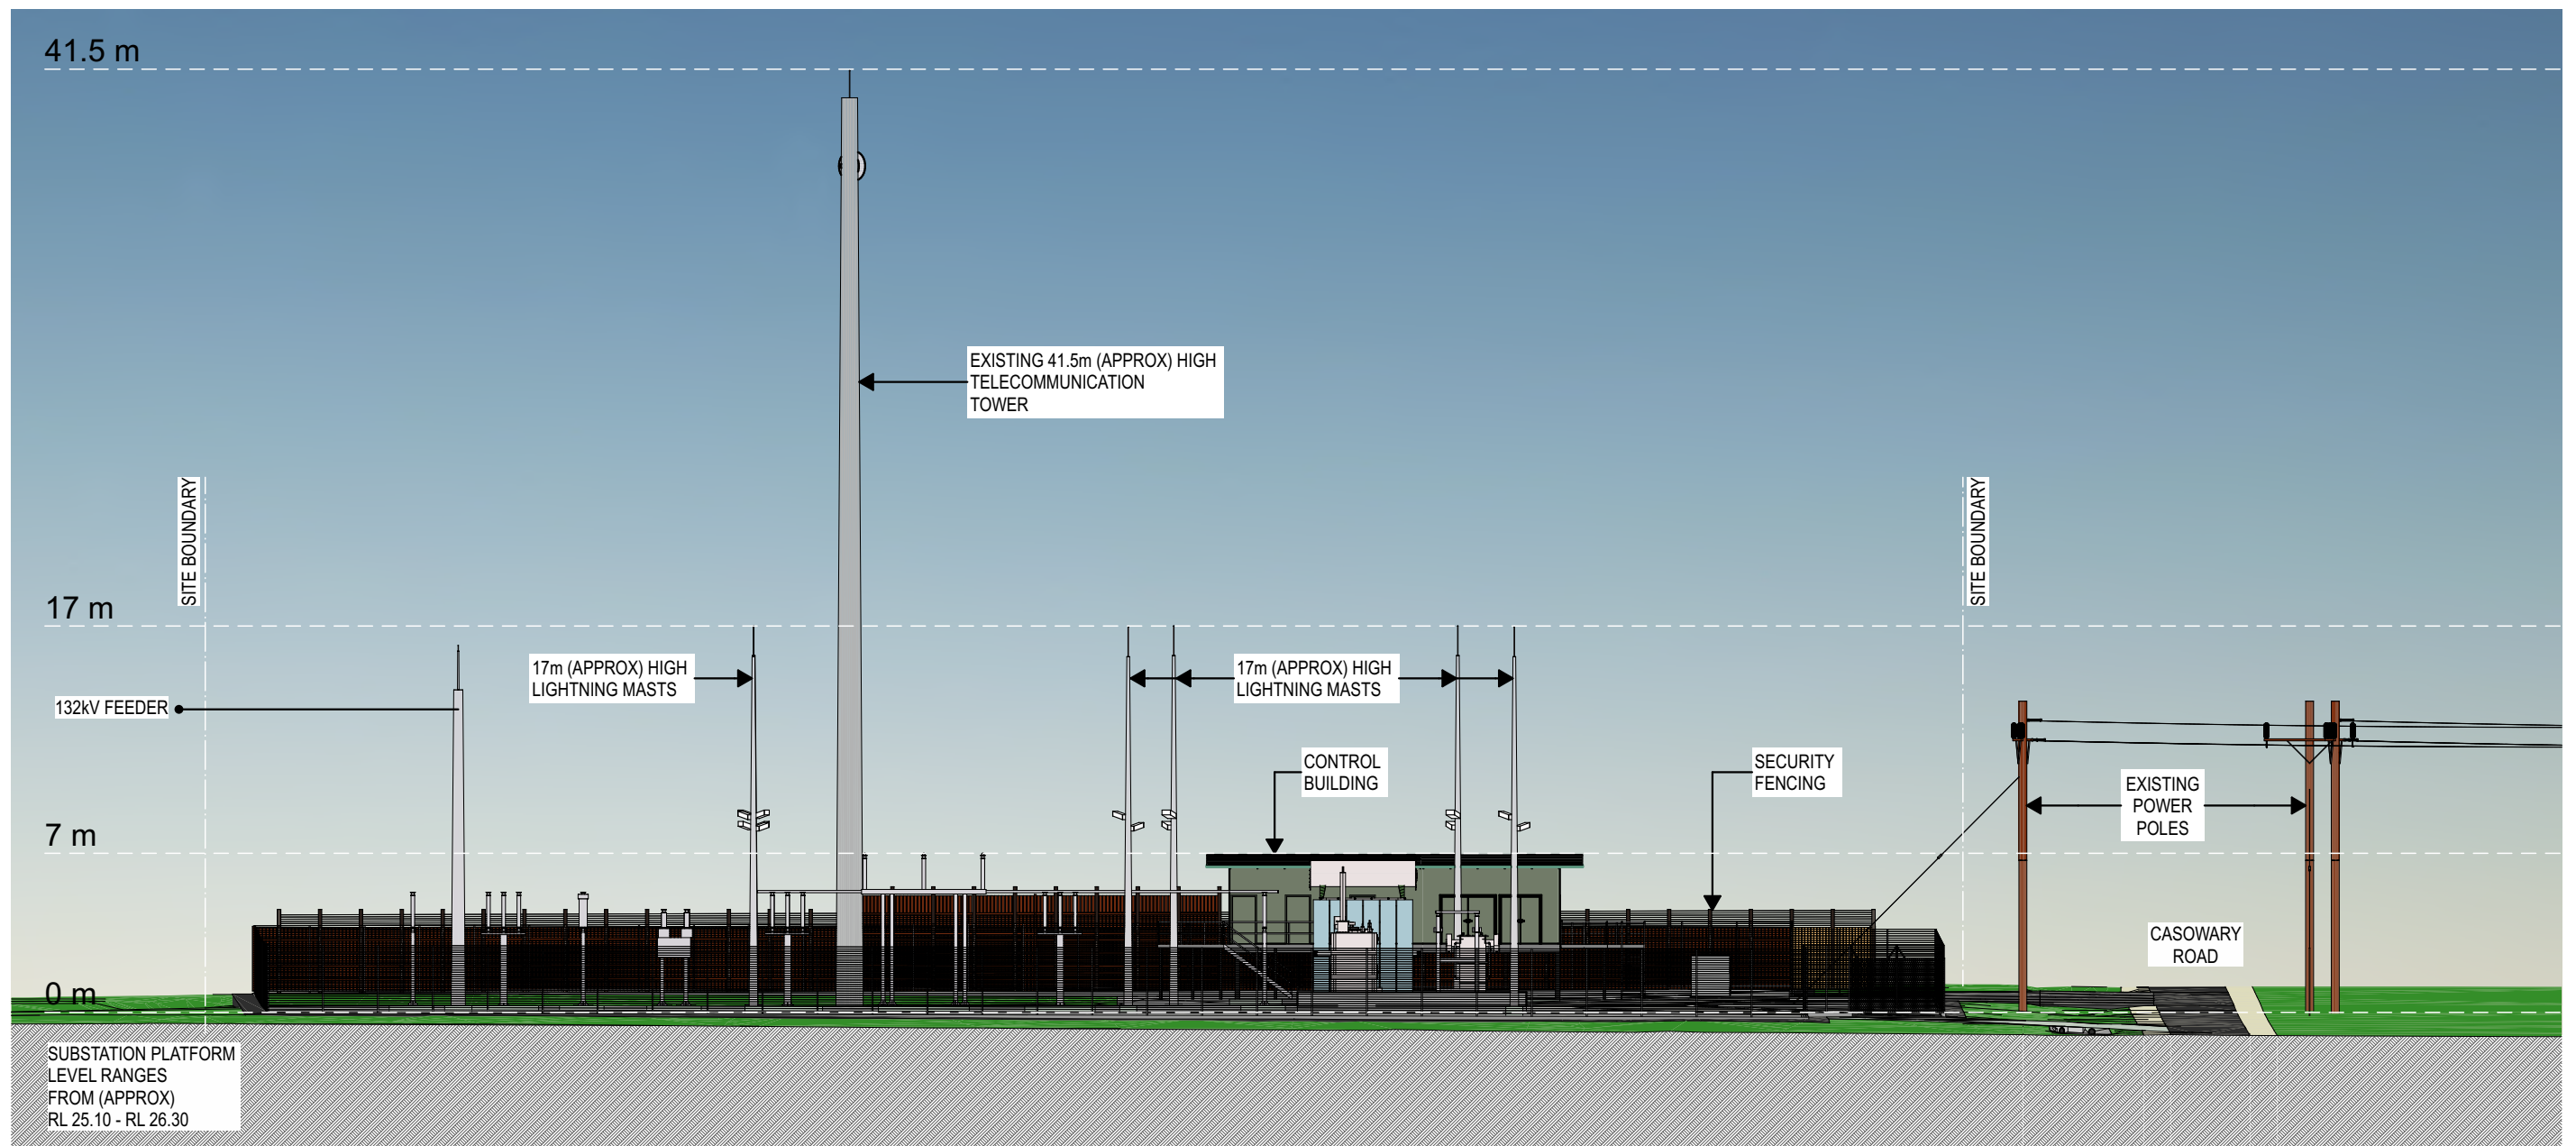 41.5 m
EXISTING 41.5m (APPROX) HIGH
TELECOMMUNICATION
TOWER
SITE BOUNDARY
SITE BOUNDARY
17 m
17m (APPROX) HIGH
LIGHTNING MASTS
17m (APPROX) HIGH
LIGHTNING MASTS
132kV FEEDER
CONTROL
BUILDING
SECURITY
FENCING
EXISTING
POWER
POLES
7 m
CASOWARY
ROAD
0 m
SUBSTATION PLATFORM
LEVEL RANGES
FROM (APPROX)
RL 25.10 - RL 26.30